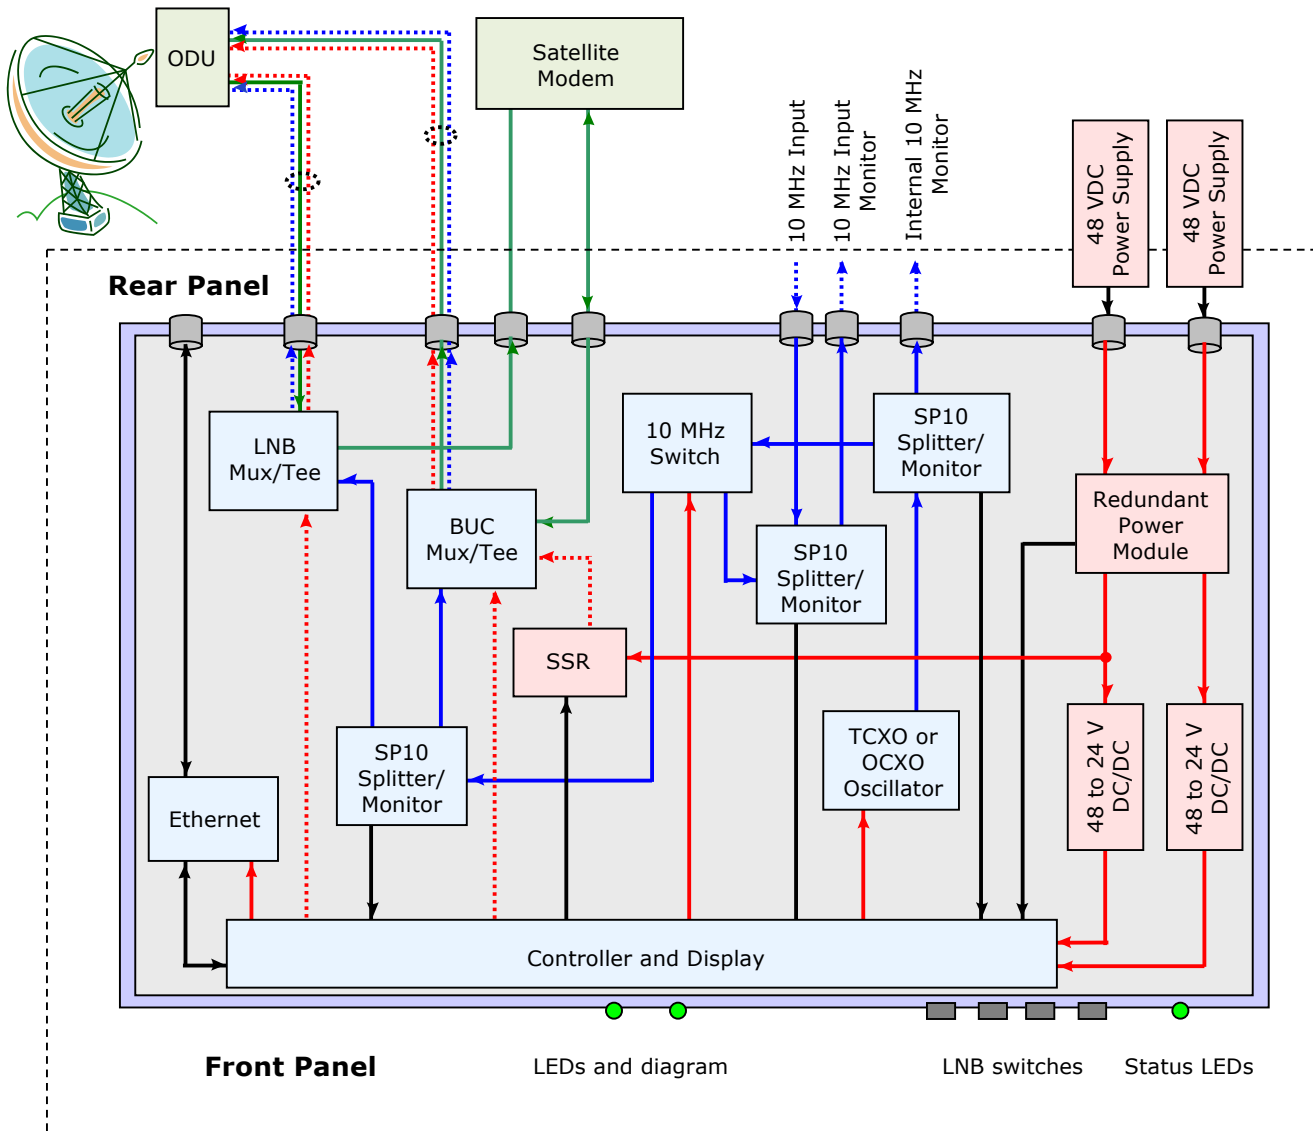 ODU
Satellite
Modem
10 MHz Input
10 MHz Input
Monitor
Internal 10 MHz
Monitor
48 VDC
Power Supply
48 VDC
Power Supply
Rear Panel
LNB
Mux/Tee
10 MHz
Switch
SP10
Splitter/
Monitor
BUC
Mux/Tee
SP10
Splitter/
Monitor
Redundant
Power
Module
SSR
SP10
Splitter/
Monitor
TCXO or
OCXO
Oscillator
48 to 24 V
DC/DC
48 to 24 V
DC/DC
Ethernet
Controller and Display
Front Panel
LEDs and diagram
LNB switches
Status LEDs